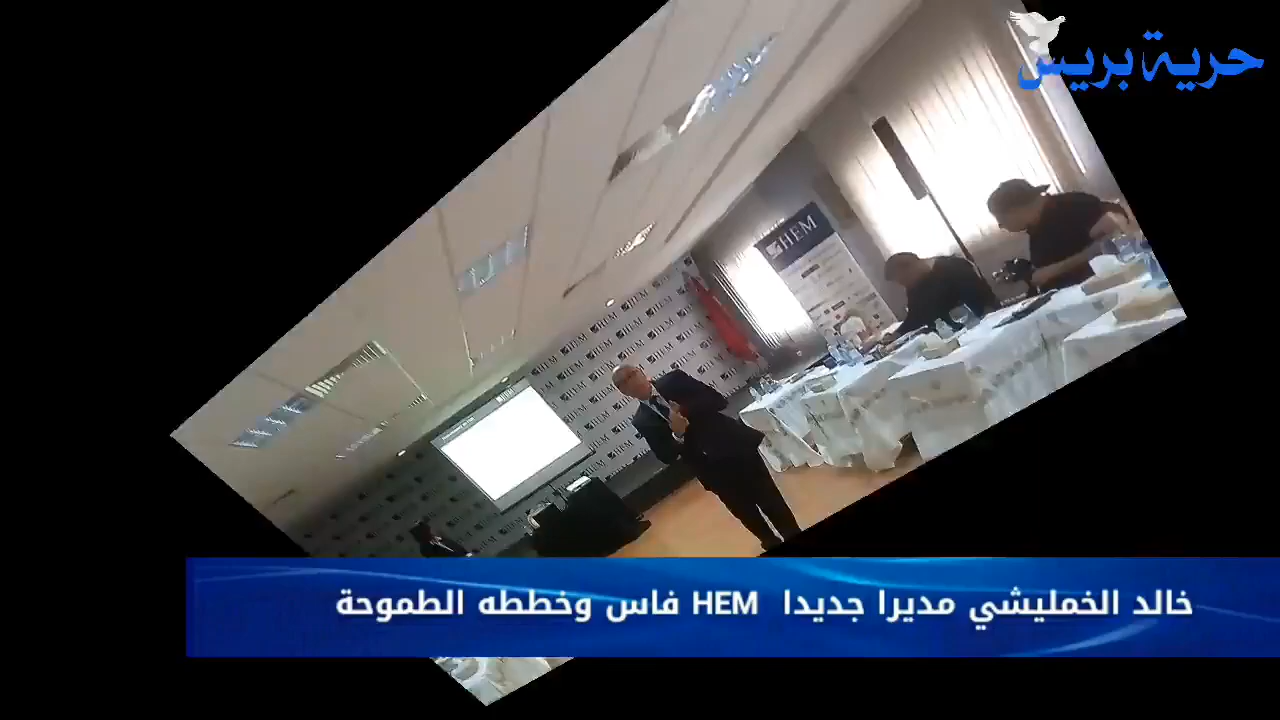 حرية بريس
HEM
خالد الخمليشي مديرا جديدا HEM فاس وخططه الطموحة